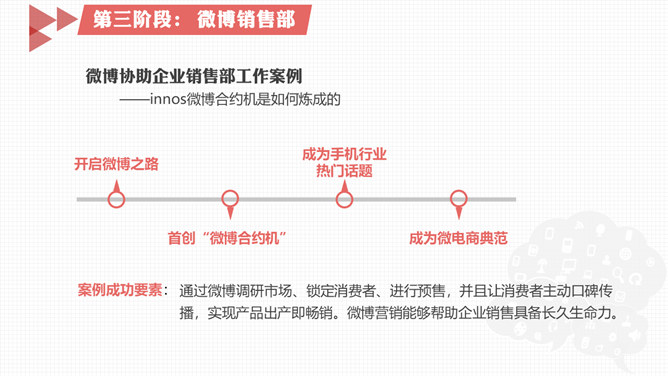 第三阶段： 微博销售部
微博协助企业销售部工作案例
——innos微博合约机是如何炼成的
开启微博之路
成为手机行业
热门话题
首创“微博合约机”
成为微电商典范
案例成功要素：通过微博调研市场、锁定消费者、进行预售，并且让消费者主动口碑传
播，实现产品出产即畅销。微博营销能够帮助企业销售具备长久生命力。